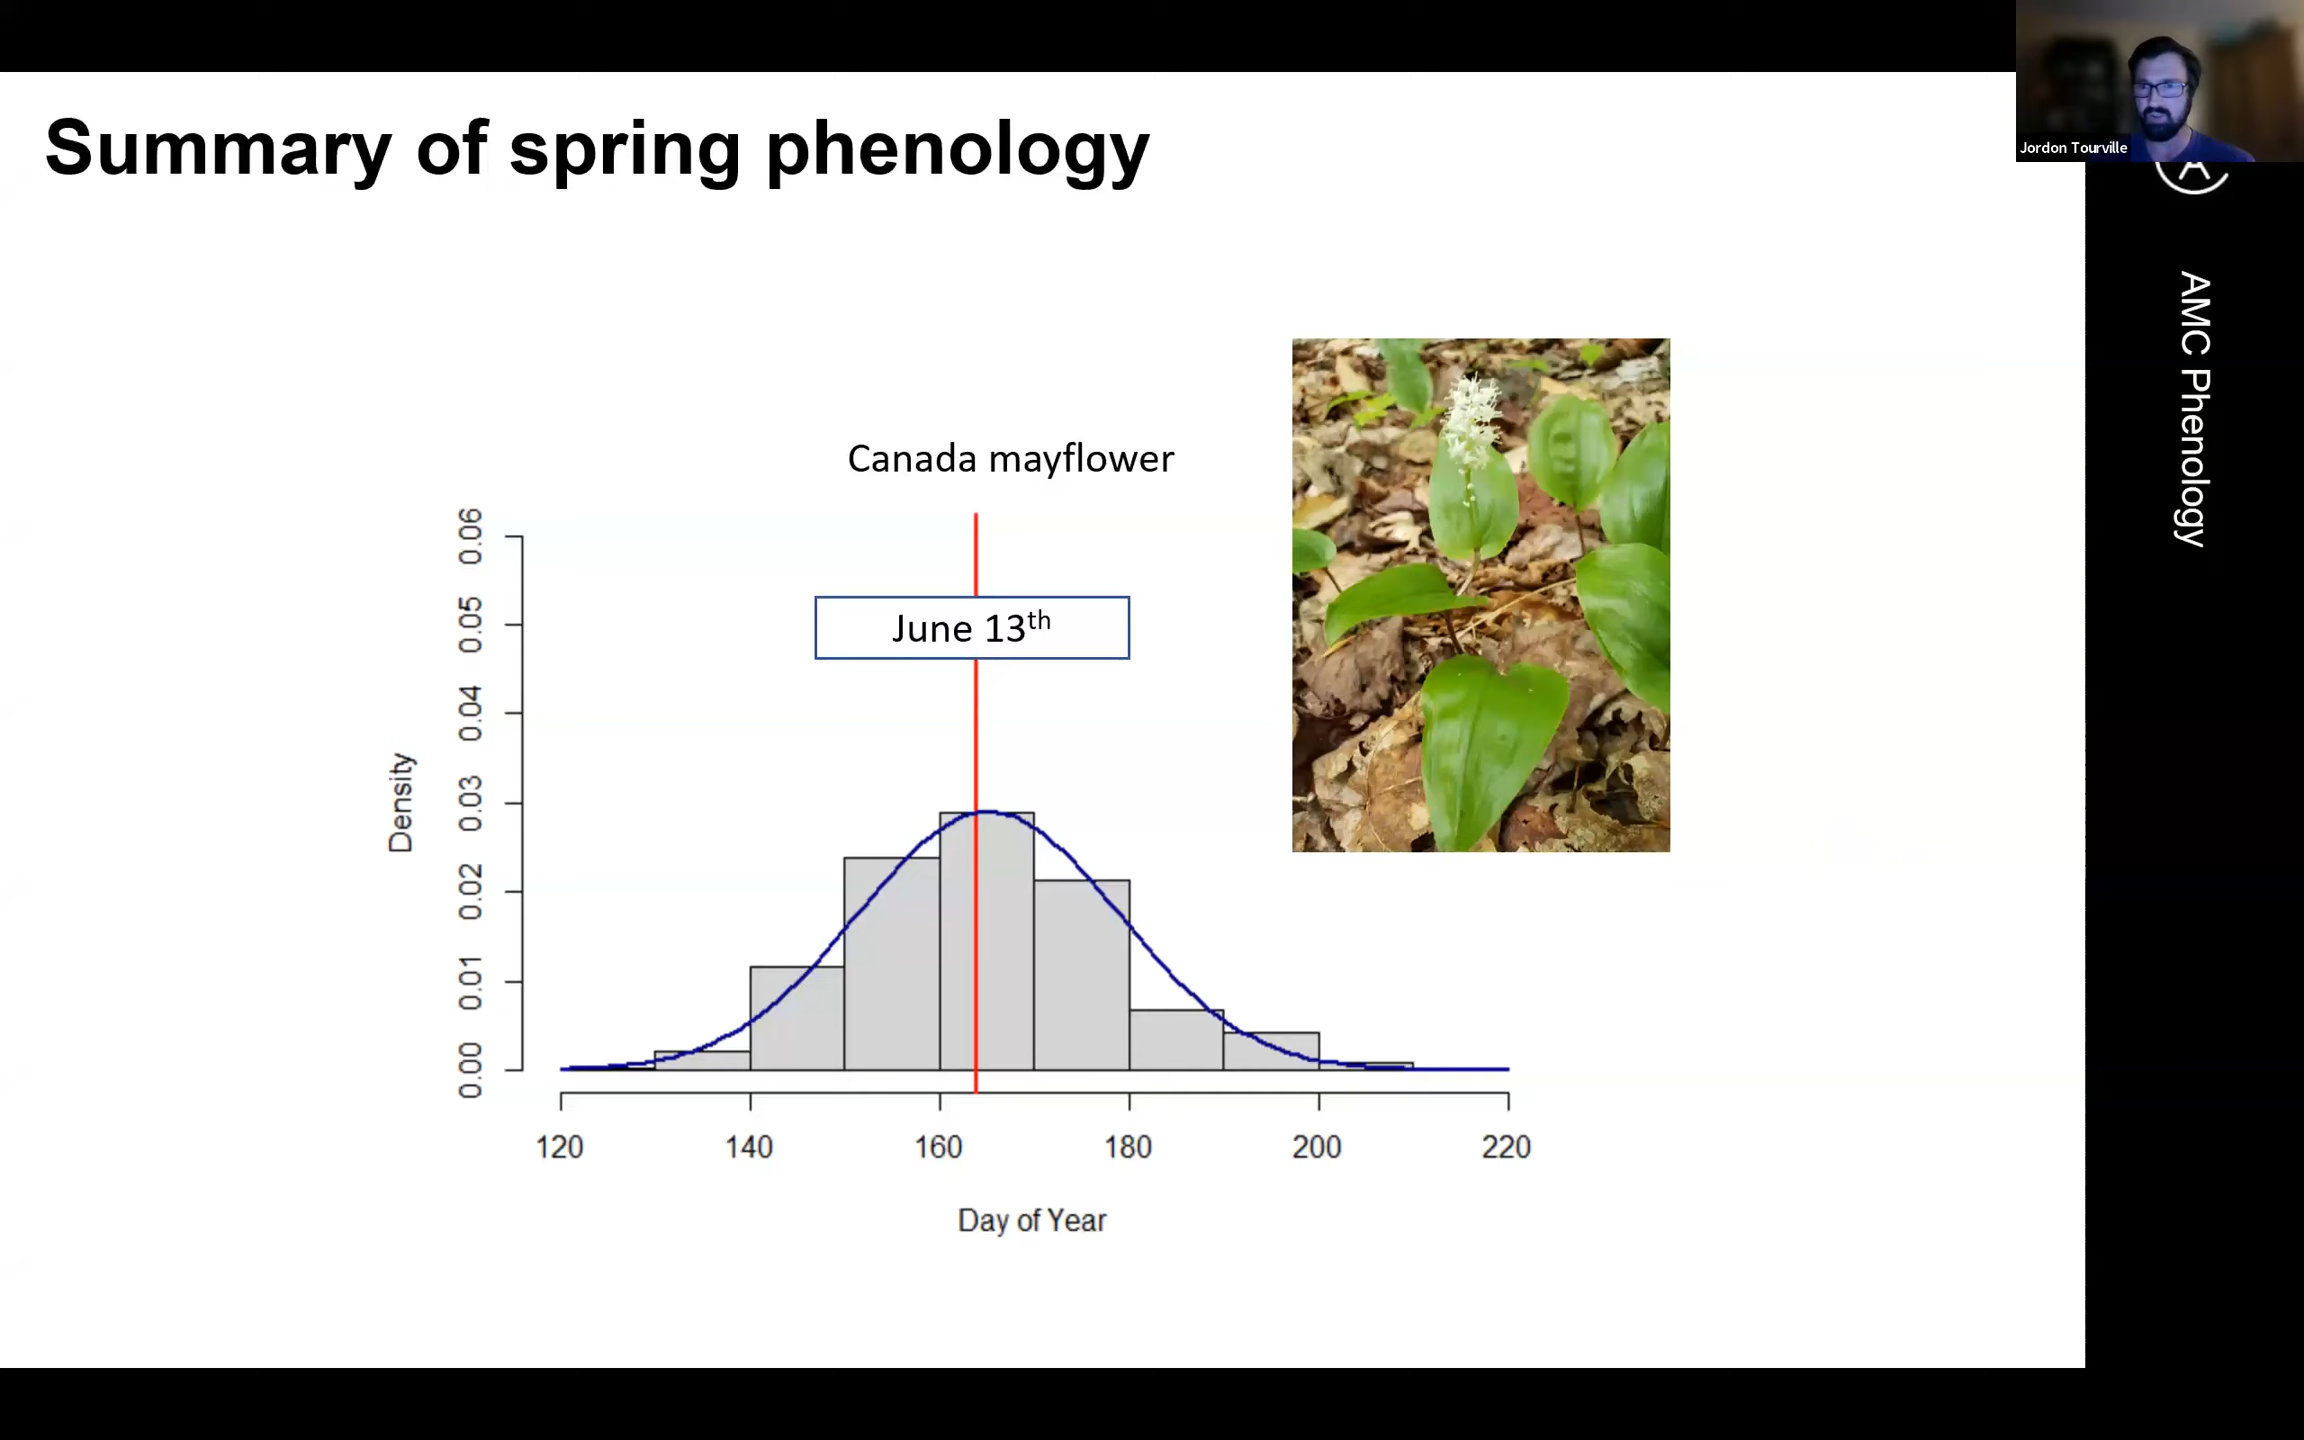 Summary of spring phenology
Jordon Tourville
AMC Phenology
Canada mayflower
June 13th
Density
0.06
0.05
0.04
0.03
0.02
0.01
0.00
120 140 160 180 200 220
Day of Year